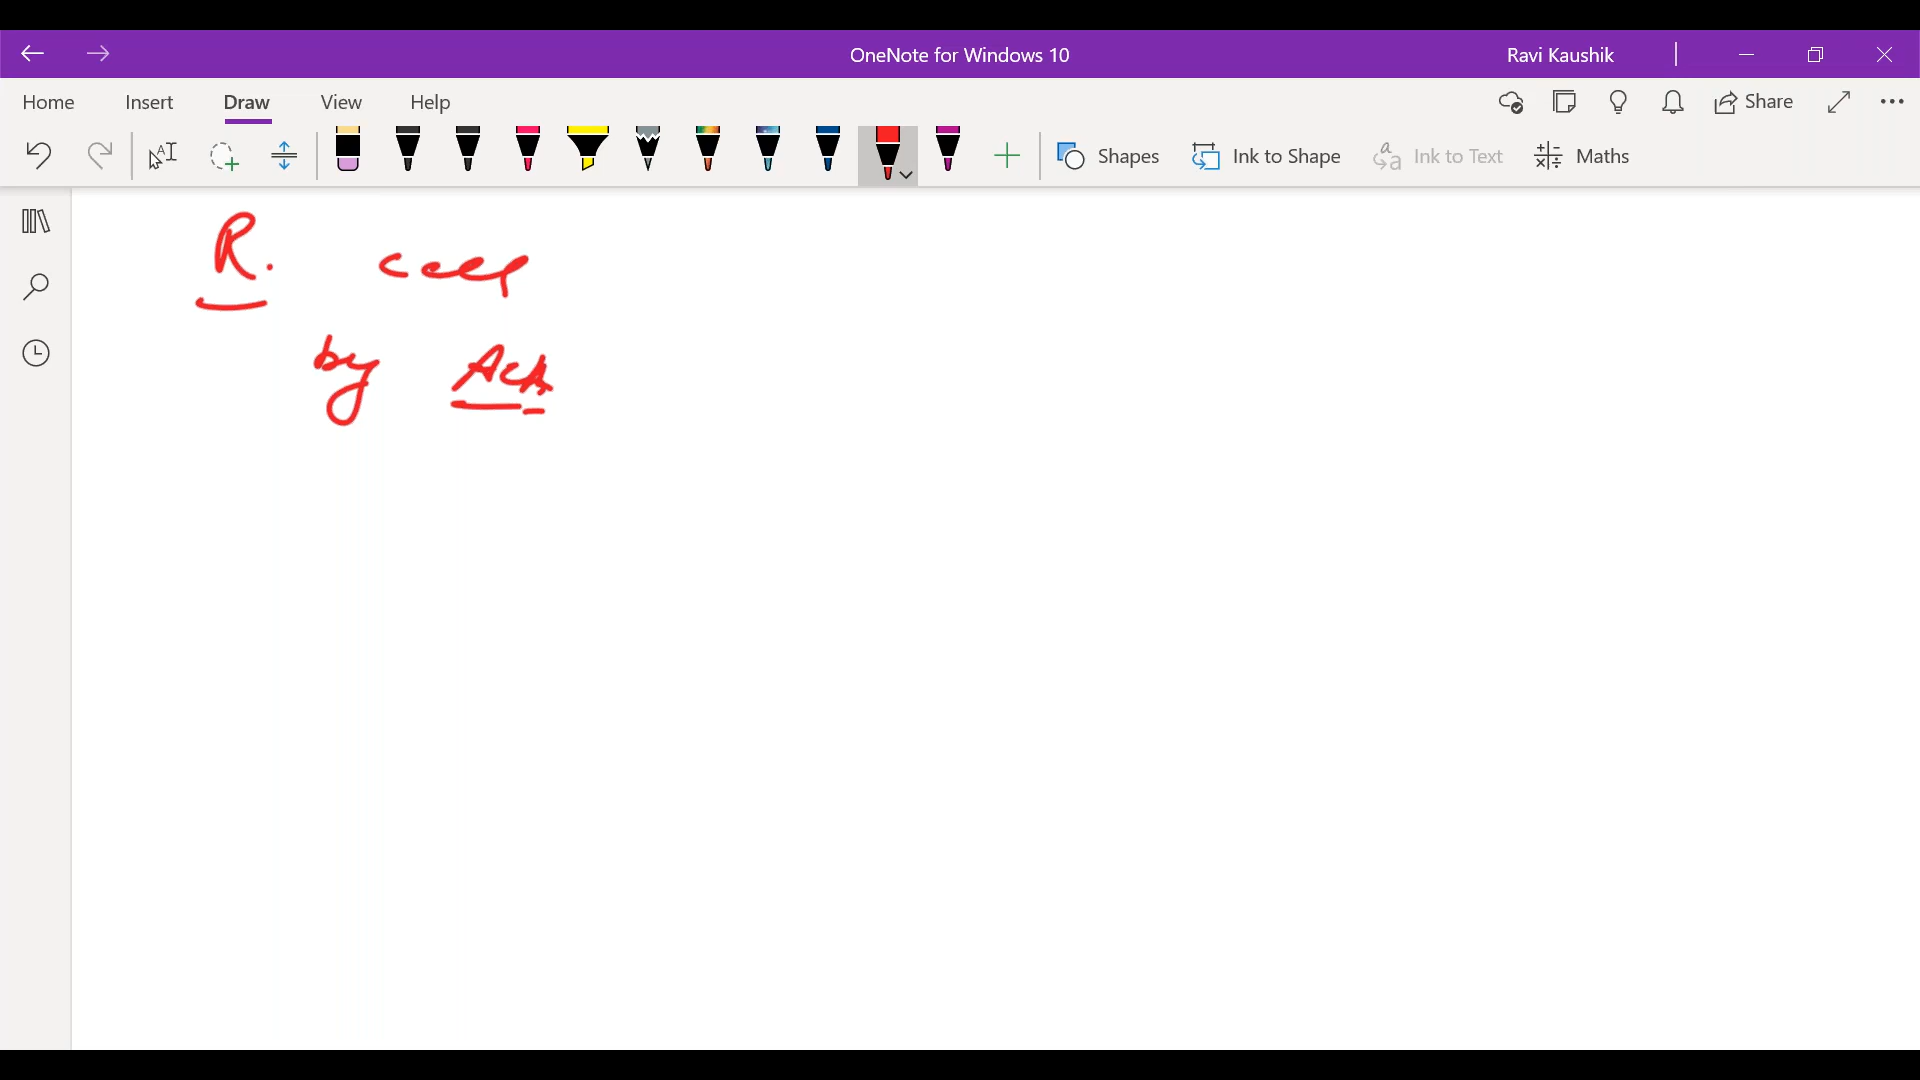 OneNote for Windows 10 Ravi Kaushik
Home Insert Draw View Help Share
Shapes Ink to Shape Ink to Text Maths
R.
by